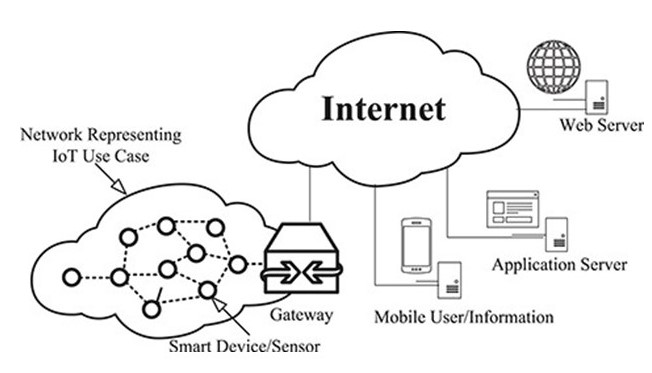 Internet
Web Server
Network Representing
IoT Use Case
Application Server
Gateway
Mobile User/Information
Smart Device/Sensor